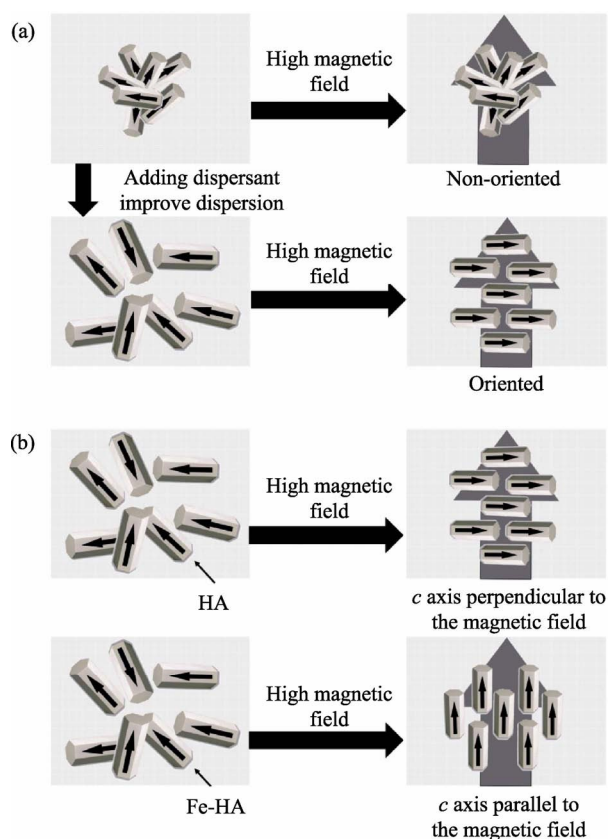 (a)
High magnetic
field
Non-oriented
Adding dispersant
improve dispersion
High magnetic
field
Oriented
(b)
High magnetic
field
HA
c axis perpendicular to
the magnetic field
High magnetic
field
Fe-HA
c axis parallel to
the magnetic field